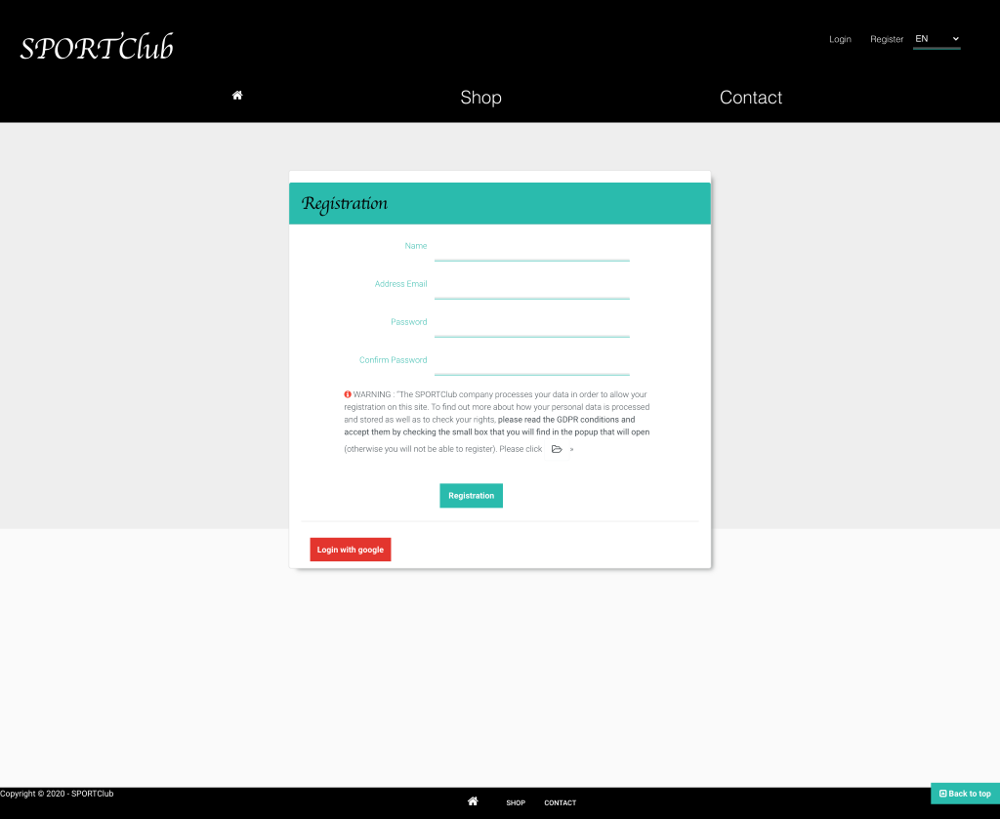 SPORTClub
Login Register EN
Shop Contact
Registration
Name
Address Email
Password
Confirm Password
WARNING : "The SPORTClub company processes your data in order to allow your
registration on this site. To find out more about how your personal data is processed
and stored as well as to check your rights, please read the GDPR conditions and
accept them by checking the small box that you will find in the popup that will open
(otherwise you will not be able to register). Please click »
Registration
Login with google
Copyright © 2020 - SPORTClub
SHOP CONTACT
Back to top